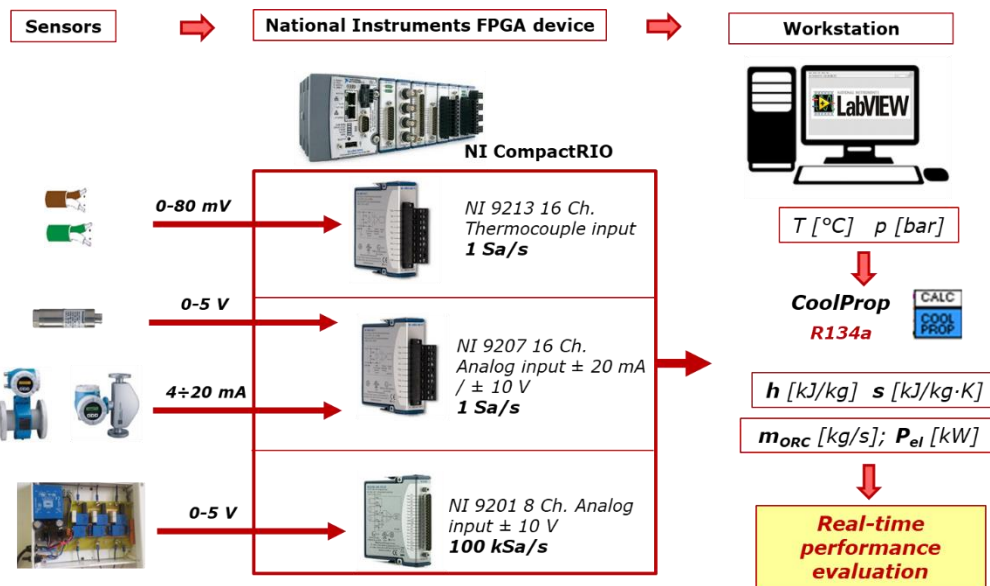 Sensors
National Instruments FPGA device
Workstation
NI CompactRIO
LabVIEW
0-80 mV
NI 9213 16 Ch.
Thermocouple input
1 Sa/s
T [°C] p [bar]
0-5 V
CoolProp
R134a
CALC
COOL
PROP
NI 9207 16 Ch.
Analog input ± 20 mA
/ ± 10 V
1 Sa/s
4÷20 mA
h [kJ/kg] s [kJ/kg·K]
mORC [kg/s]; Pel [kW]
0-5 V
NI 9201 8 Ch. Analog
input ± 10 V
100 kSa/s
Real-time
performance
evaluation